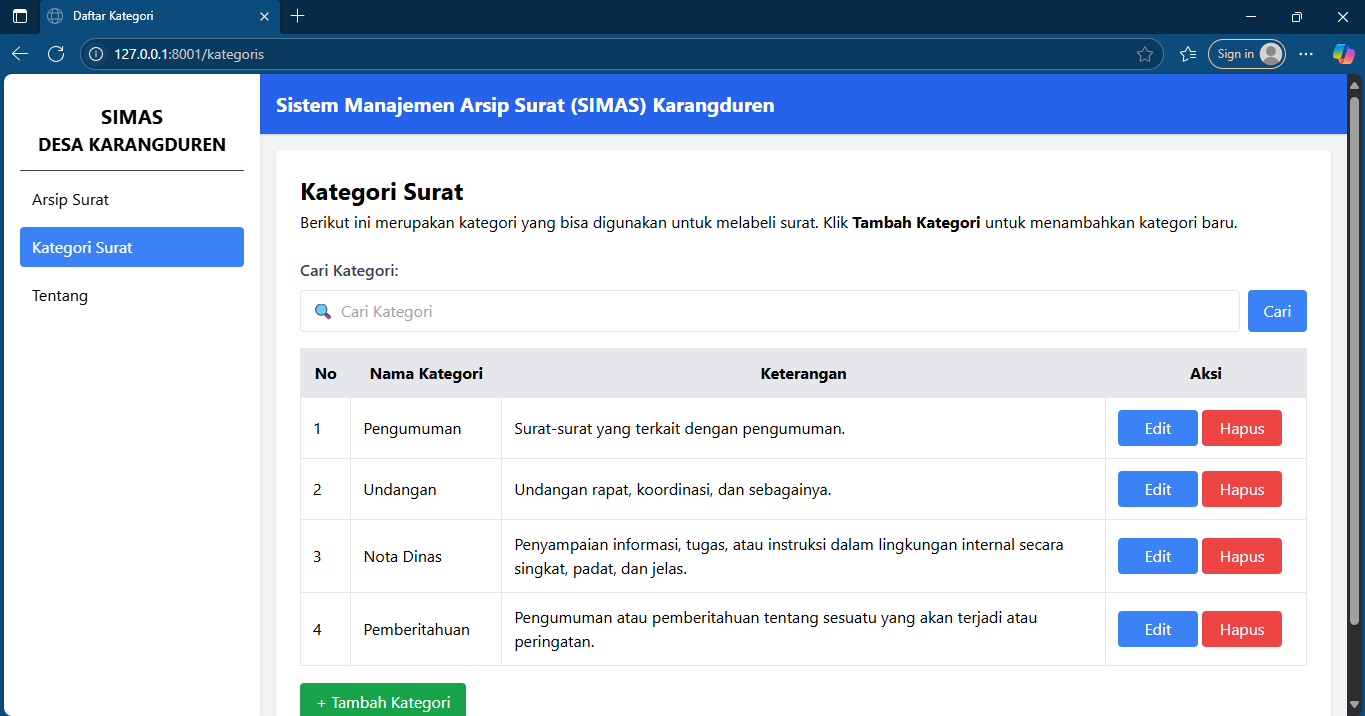 Daftar Kategori
127.0.0.1:8001/kategoris
Sign in
SIMAS
DESA KARANGDUREN
Arsip Surat
Kategori Surat
Tentang
Sistem Manajemen Arsip Surat (SIMAS) Karangduren
Kategori Surat
Berikut ini merupakan kategori yang bisa digunakan untuk melabeli surat. Klik Tambah Kategori untuk menambahkan kategori baru.
Cari Kategori:
Cari Kategori
Cari
No Nama Kategori Keterangan Aksi
1 Pengumuman Surat-surat yang terkait dengan pengumuman. Edit Hapus
2 Undangan Undangan rapat, koordinasi, dan sebagainya. Edit Hapus
3 Nota Dinas Penyampaian informasi, tugas, atau instruksi dalam lingkungan internal secara
singkat, padat, dan jelas. Edit Hapus
4 Pemberitahuan Pengumuman atau pemberitahuan tentang sesuatu yang akan terjadi atau
peringatan. Edit Hapus
+ Tambah Kategori